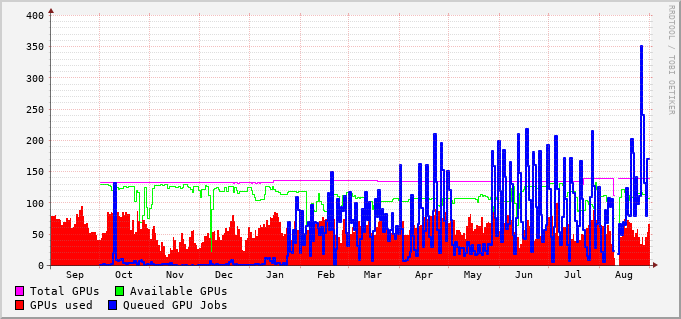 400
350
300
250
200
150
100
50
0
Sep Oct Nov Dec Jan Feb Mar Apr May Jun Jul Aug
Total GPUs Available GPUs
GPUs used Queued GPU Jobs
RRDTOOL / TOBI OETIKER